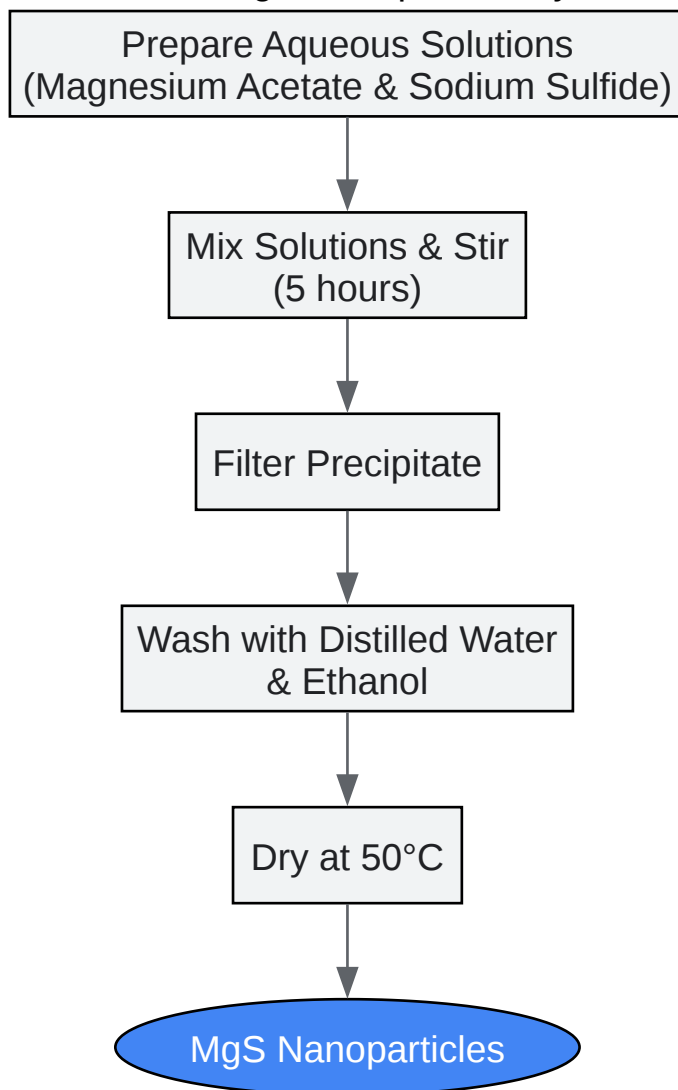 Prepare Aqueous Solutions
(Magnesium Acetate & Sodium Sulfide)
Mix Solutions & Stir
(5 hours)
Filter Precipitate
Wash with Distilled Water
& Ethanol
Dry at 50°C
MgS Nanoparticles